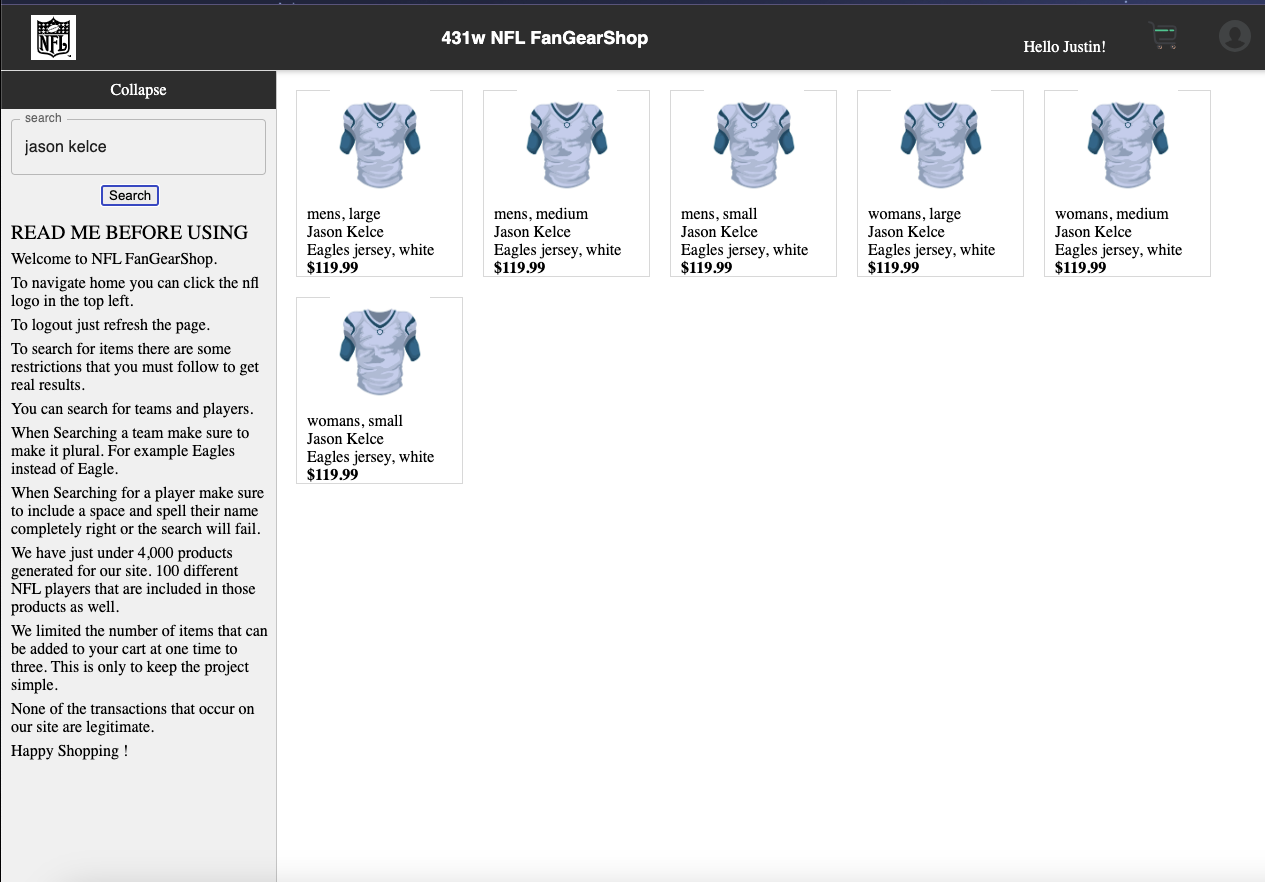 NFL
431w NFL FanGearShop
Hello Justin!
Collapse
search
jason kelce
Search
READ ME BEFORE USING
Welcome to NFL FanGearShop.
To navigate home you can click the nfl
logo in the top left.
To logout just refresh the page.
To search for items there are some
restrictions that you must follow to get
real results.
You can search for teams and players.
When Searching a team make sure to
make it plural. For example Eagles
instead of Eagle.
When Searching for a player make sure
to include a space and spell their name
completely right or the search will fail.
We have just under 4,000 products
generated for our site. 100 different
NFL players that are included in those
products as well.
We limited the number of items that can
be added to your cart at one time to
three. This is only to keep the project
simple.
None of the transactions that occur on
our site are legitimate.
Happy Shopping !
mens, large
Jason Kelce
Eagles jersey, white
$119.99
mens, medium
Jason Kelce
Eagles jersey, white
$119.99
mens, small
Jason Kelce
Eagles jersey, white
$119.99
womans, large
Jason Kelce
Eagles jersey, white
$119.99
womans, medium
Jason Kelce
Eagles jersey, white
$119.99
womans, small
Jason Kelce
Eagles jersey, white
$119.99